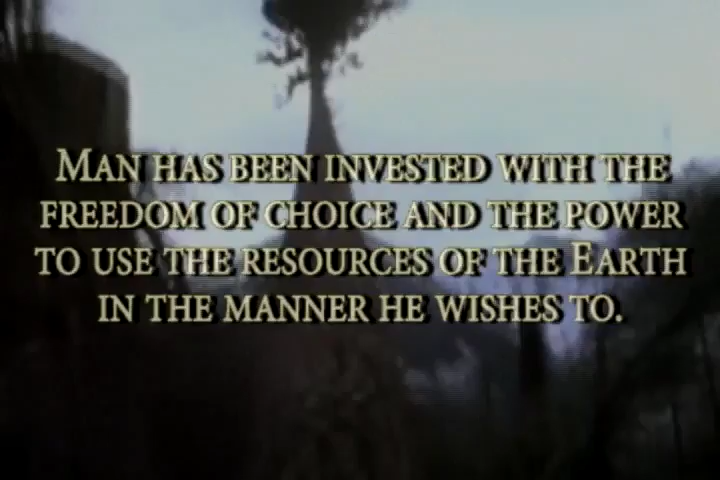 Man has been invested with the
freedom of choice and the power
to use the resources of the Earth
in the manner he wishes to.